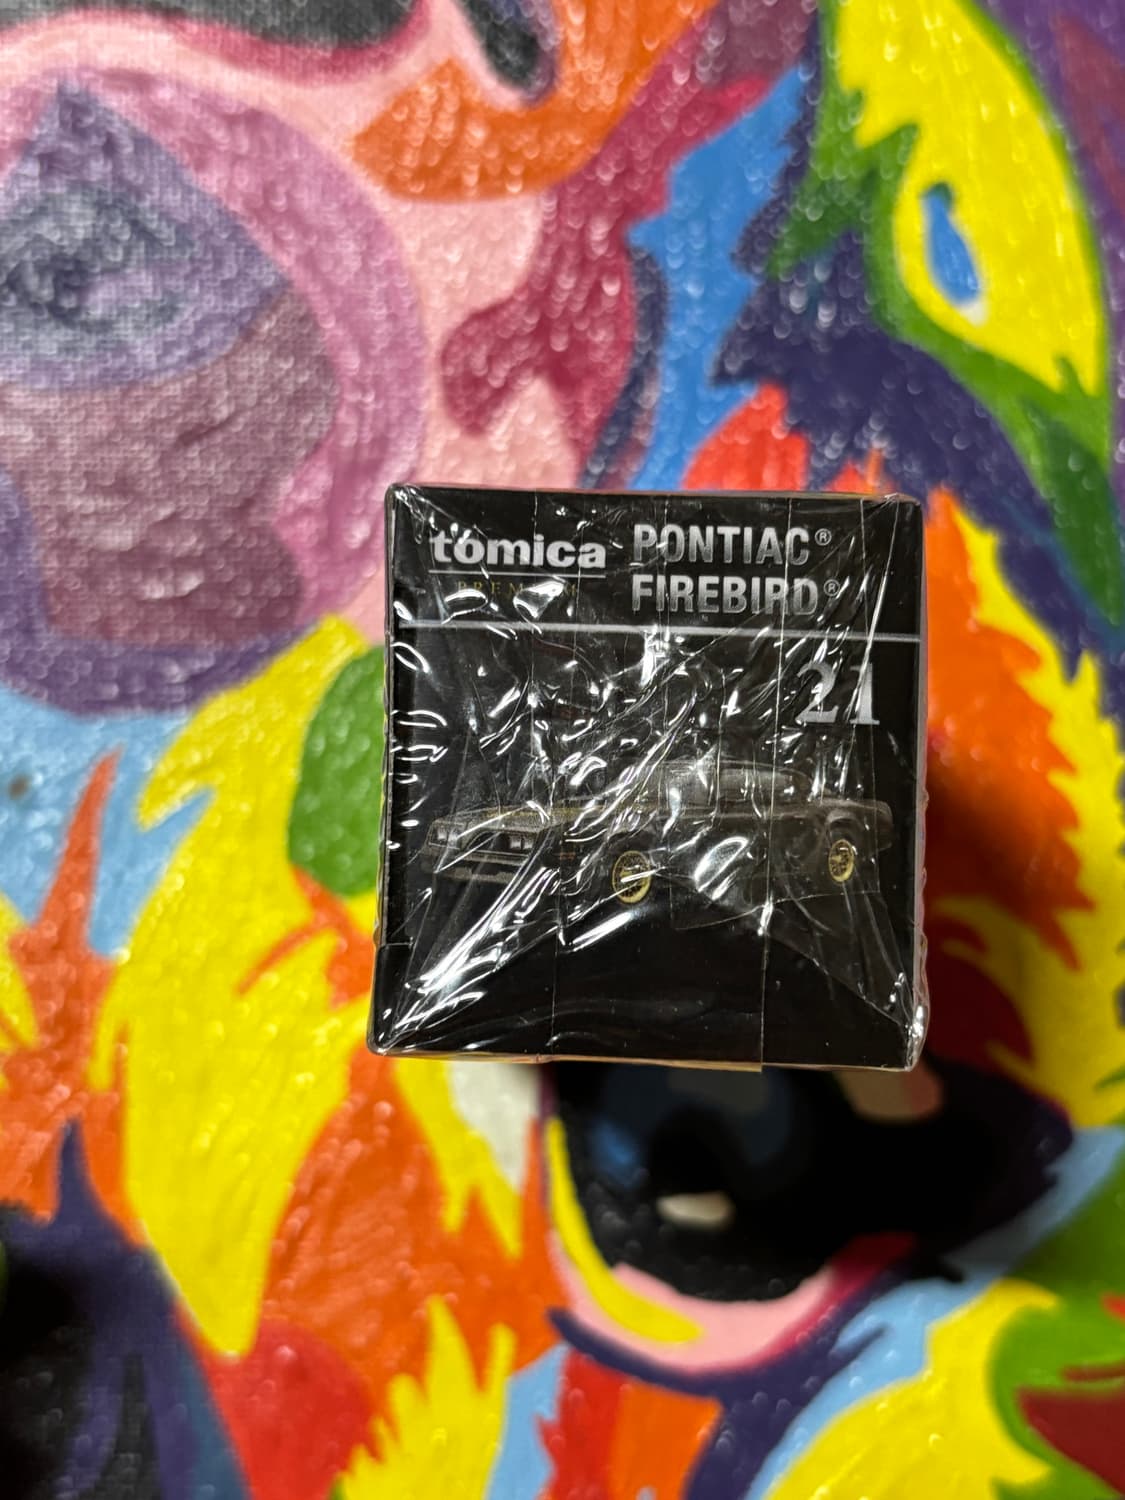 tomica PONTIAC®
PREMIUM FIREBIRD®
21